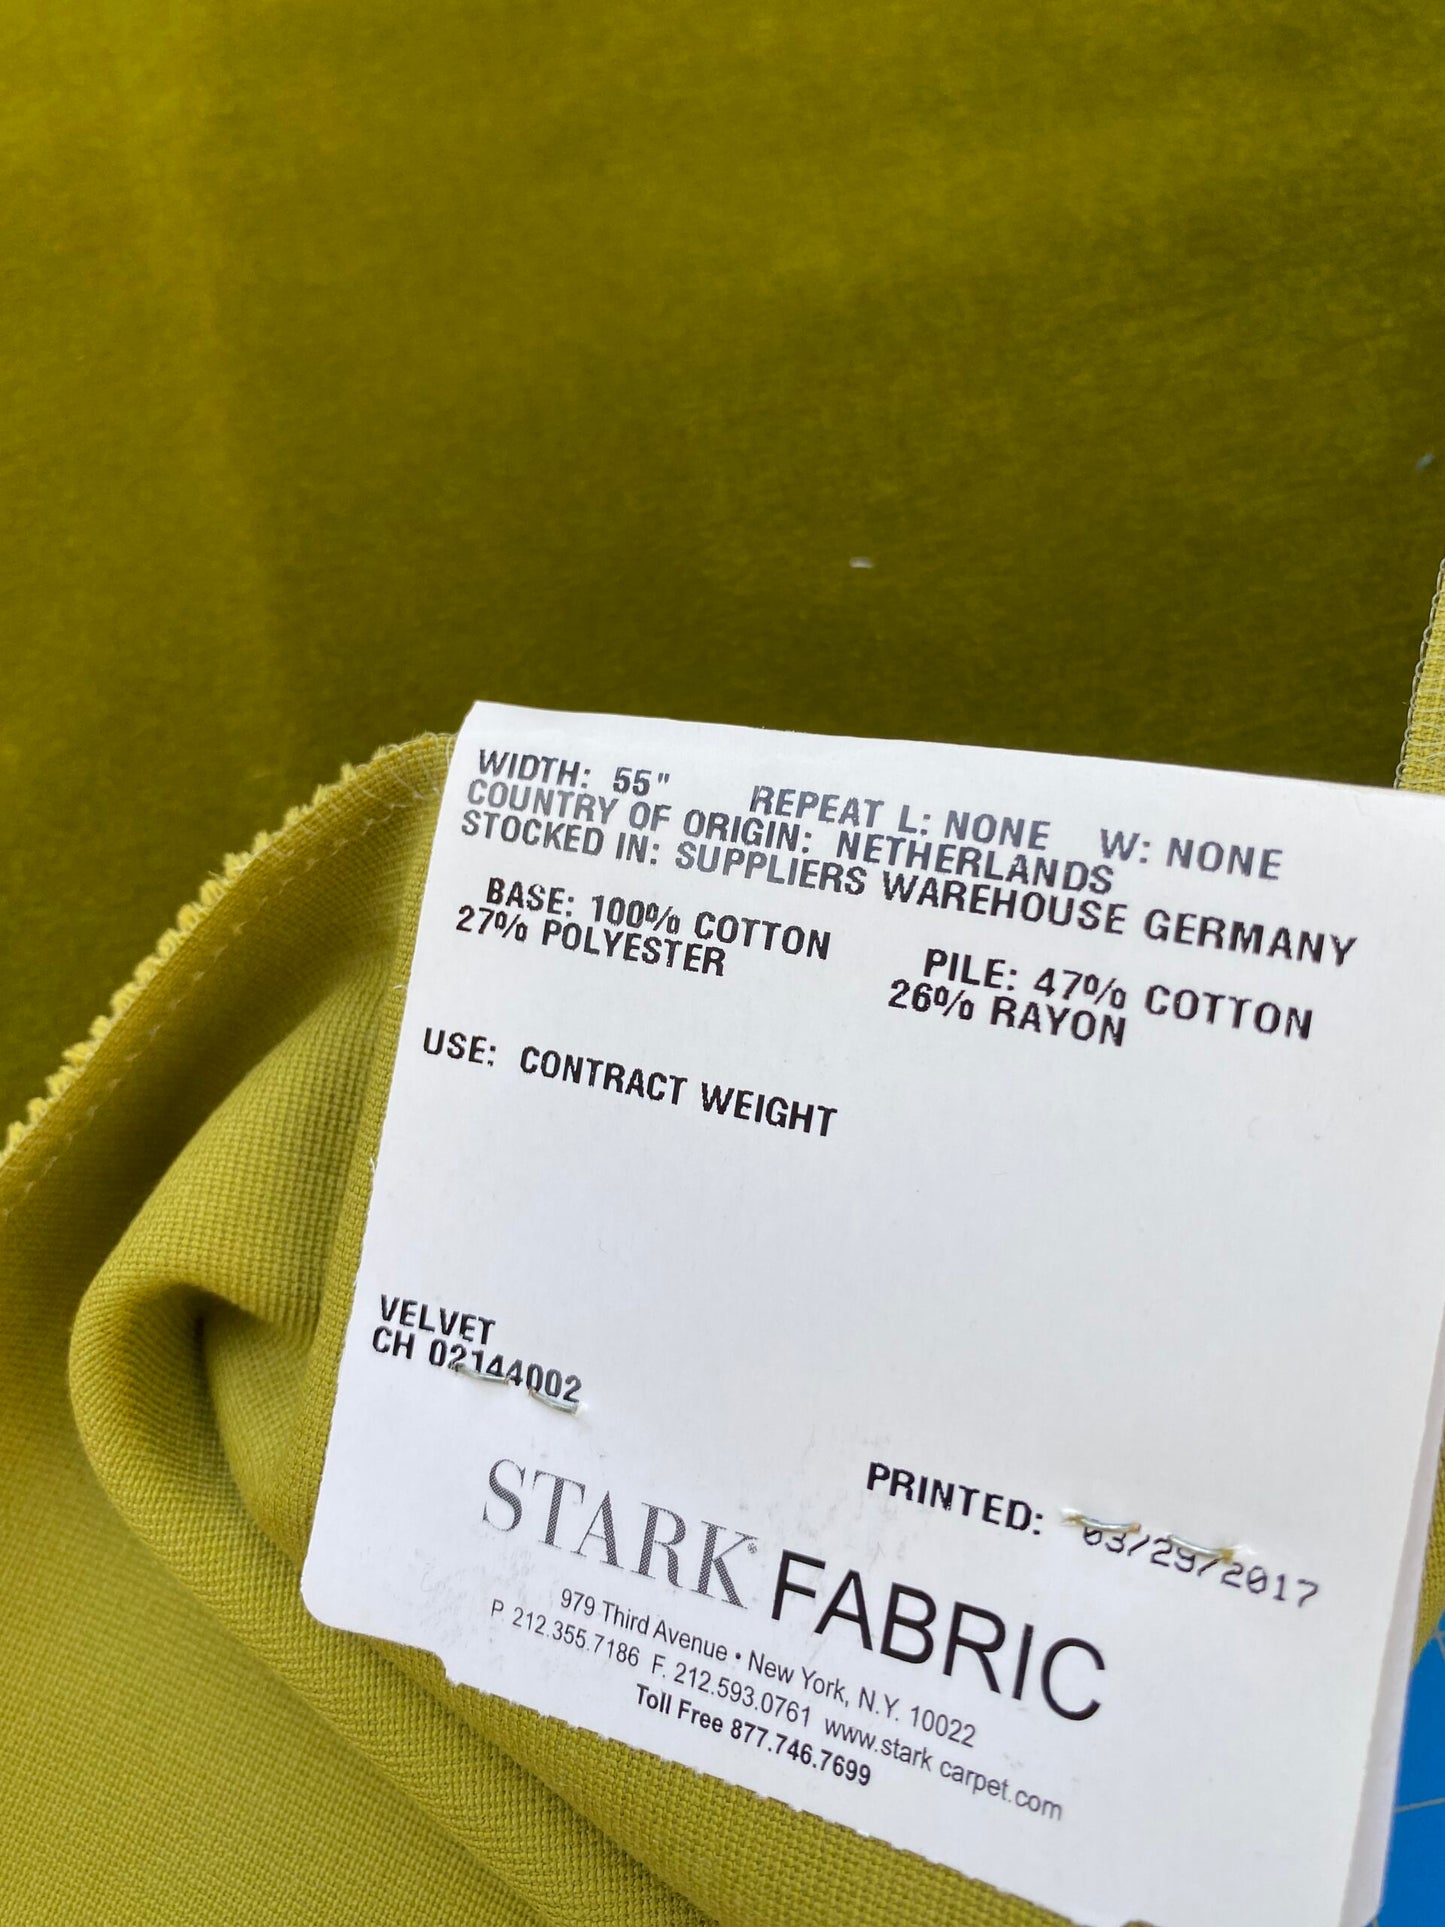 WIDTH: 55" REPEAT L: NONE W: NONE
COUNTRY OF ORIGIN: NETHERLANDS
STOCKED IN: SUPPLIERS WAREHOUSE GERMANY
BASE: 100% COTTON PILE: 47% COTTON
27% POLYESTER 26% RAYON
USE: CONTRACT WEIGHT
VELVET
CH 02144002
PRINTED: 03/29/2017
STARK FABRIC
979 Third Avenue • New York, N.Y. 10022
P. 212.355.7186 F. 212.593.0761 www.stark carpet.com
Toll Free 877.746.7699